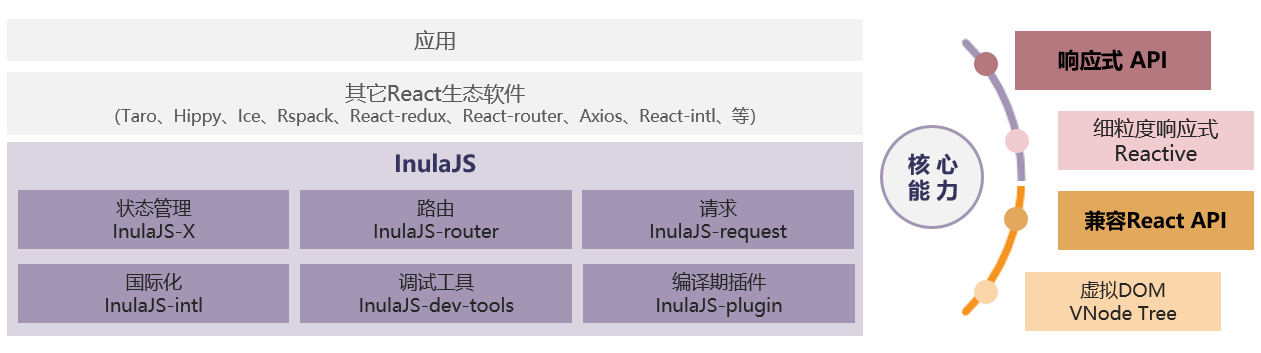 应用
其它React生态软件
(Taro、Hippy、Ice、Rspack、React-redux、React-router、Axios、React-intl、等)
InulaJS
状态管理
InulaJS-X
路由
InulaJS-router
请求
InulaJS-request
国际化
InulaJS-intl
调试工具
InulaJS-dev-tools
编译期插件
InulaJS-plugin
核心
能力
响应式 API
细粒度响应式
Reactive
兼容React API
虚拟DOM
VNode Tree